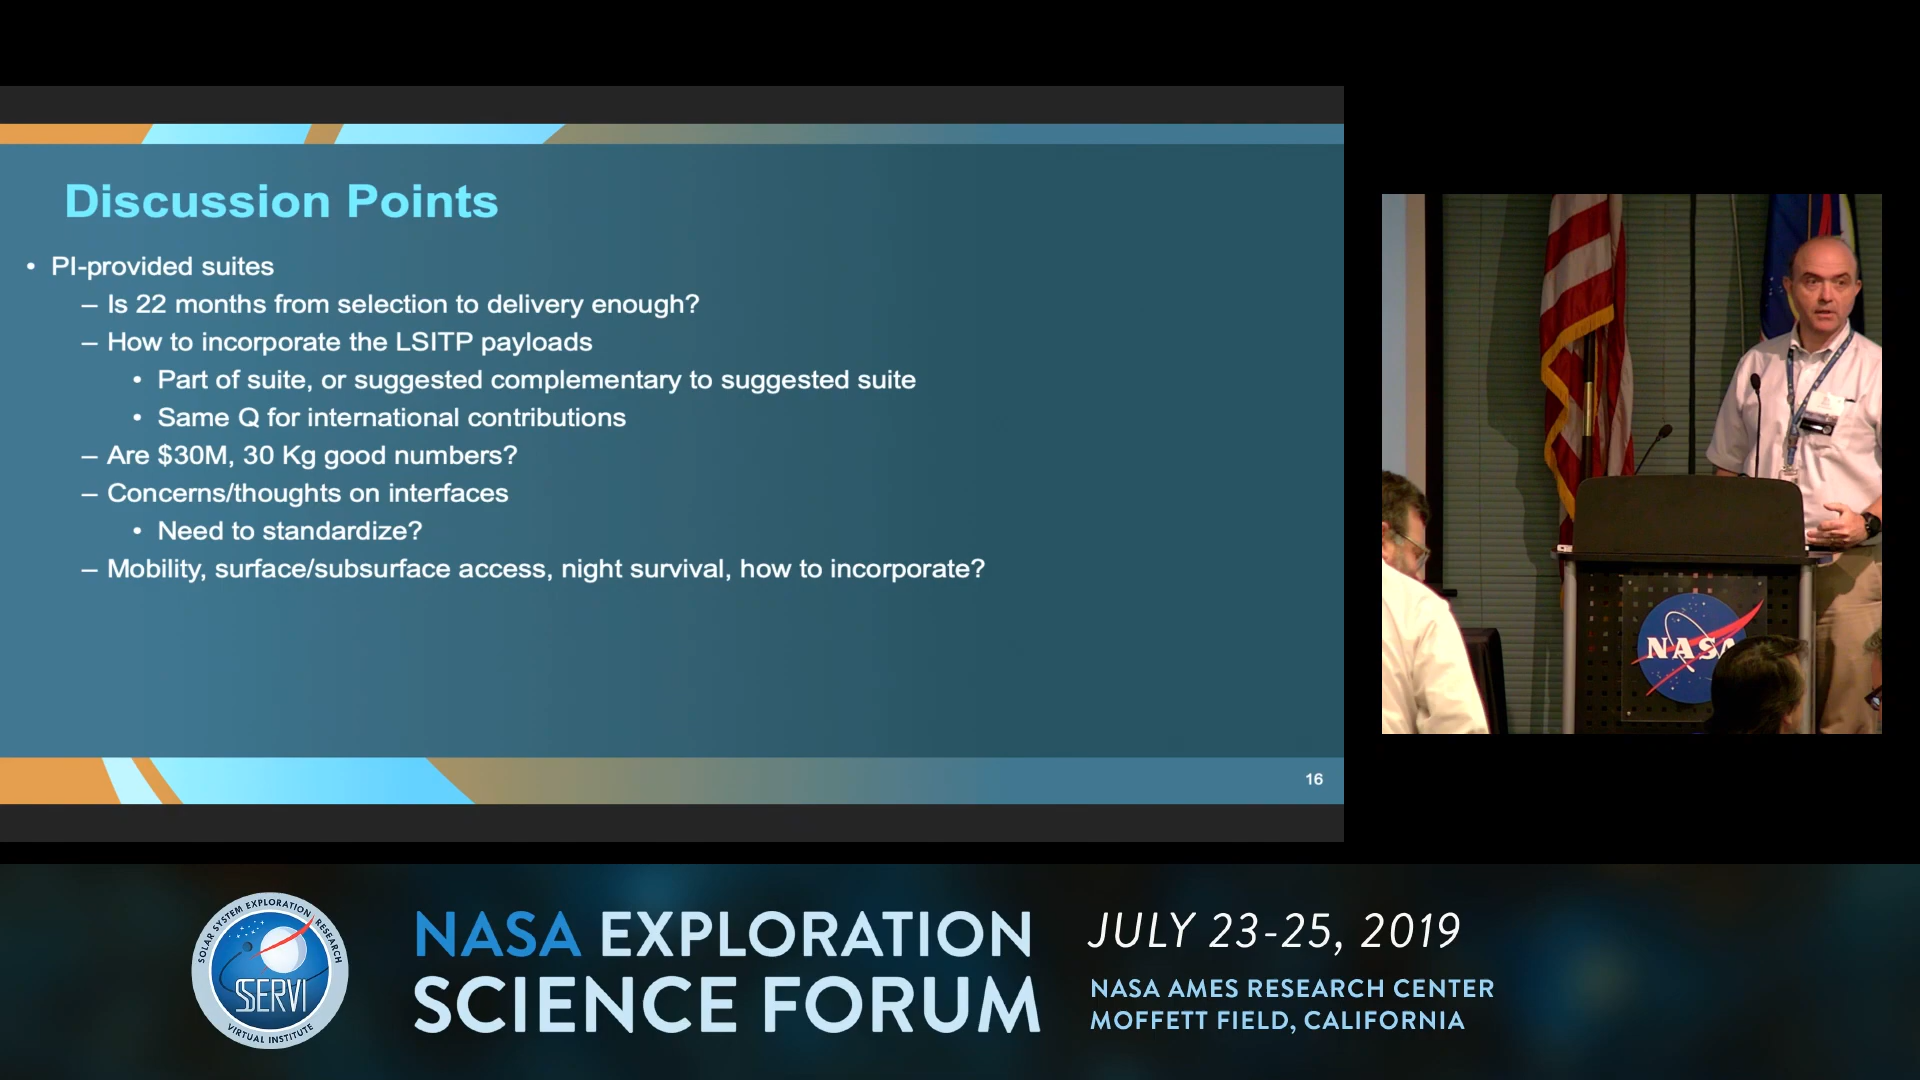 Discussion Points
• PI-provided suites
– Is 22 months from selection to delivery enough?
– How to incorporate the LSITP payloads
• Part of suite, or suggested complementary to suggested suite
• Same Q for international contributions
– Are $30M, 30 Kg good numbers?
– Concerns/thoughts on interfaces
• Need to standardize?
– Mobility, surface/subsurface access, night survival, how to incorporate?
16
NASA
SOLAR SYSTEM EXPLORATION RESEARCH
SSERVI
VIRTUAL INSTITUTE
NASA EXPLORATION
SCIENCE FORUM
JULY 23-25, 2019
NASA AMES RESEARCH CENTER
MOFFETT FIELD, CALIFORNIA